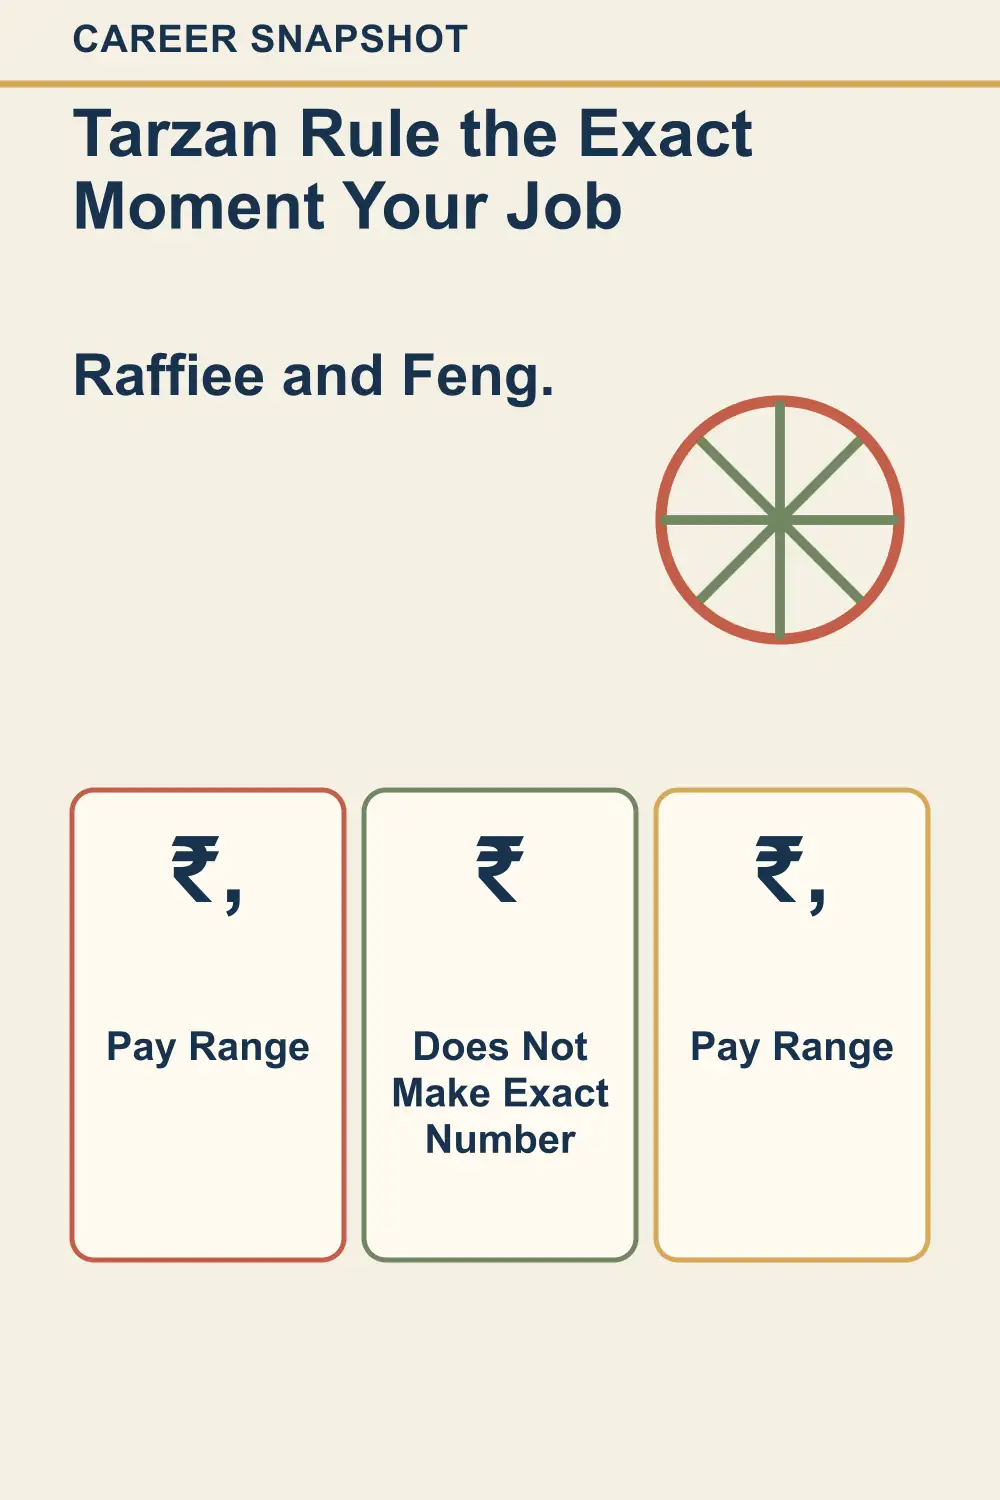 CAREER SNAPSHOT
Tarzan Rule the Exact
Moment Your Job
Raffiee and Feng.
₹,
Pay Range
₹
Does Not
Make Exact
Number
₹,
Pay Range